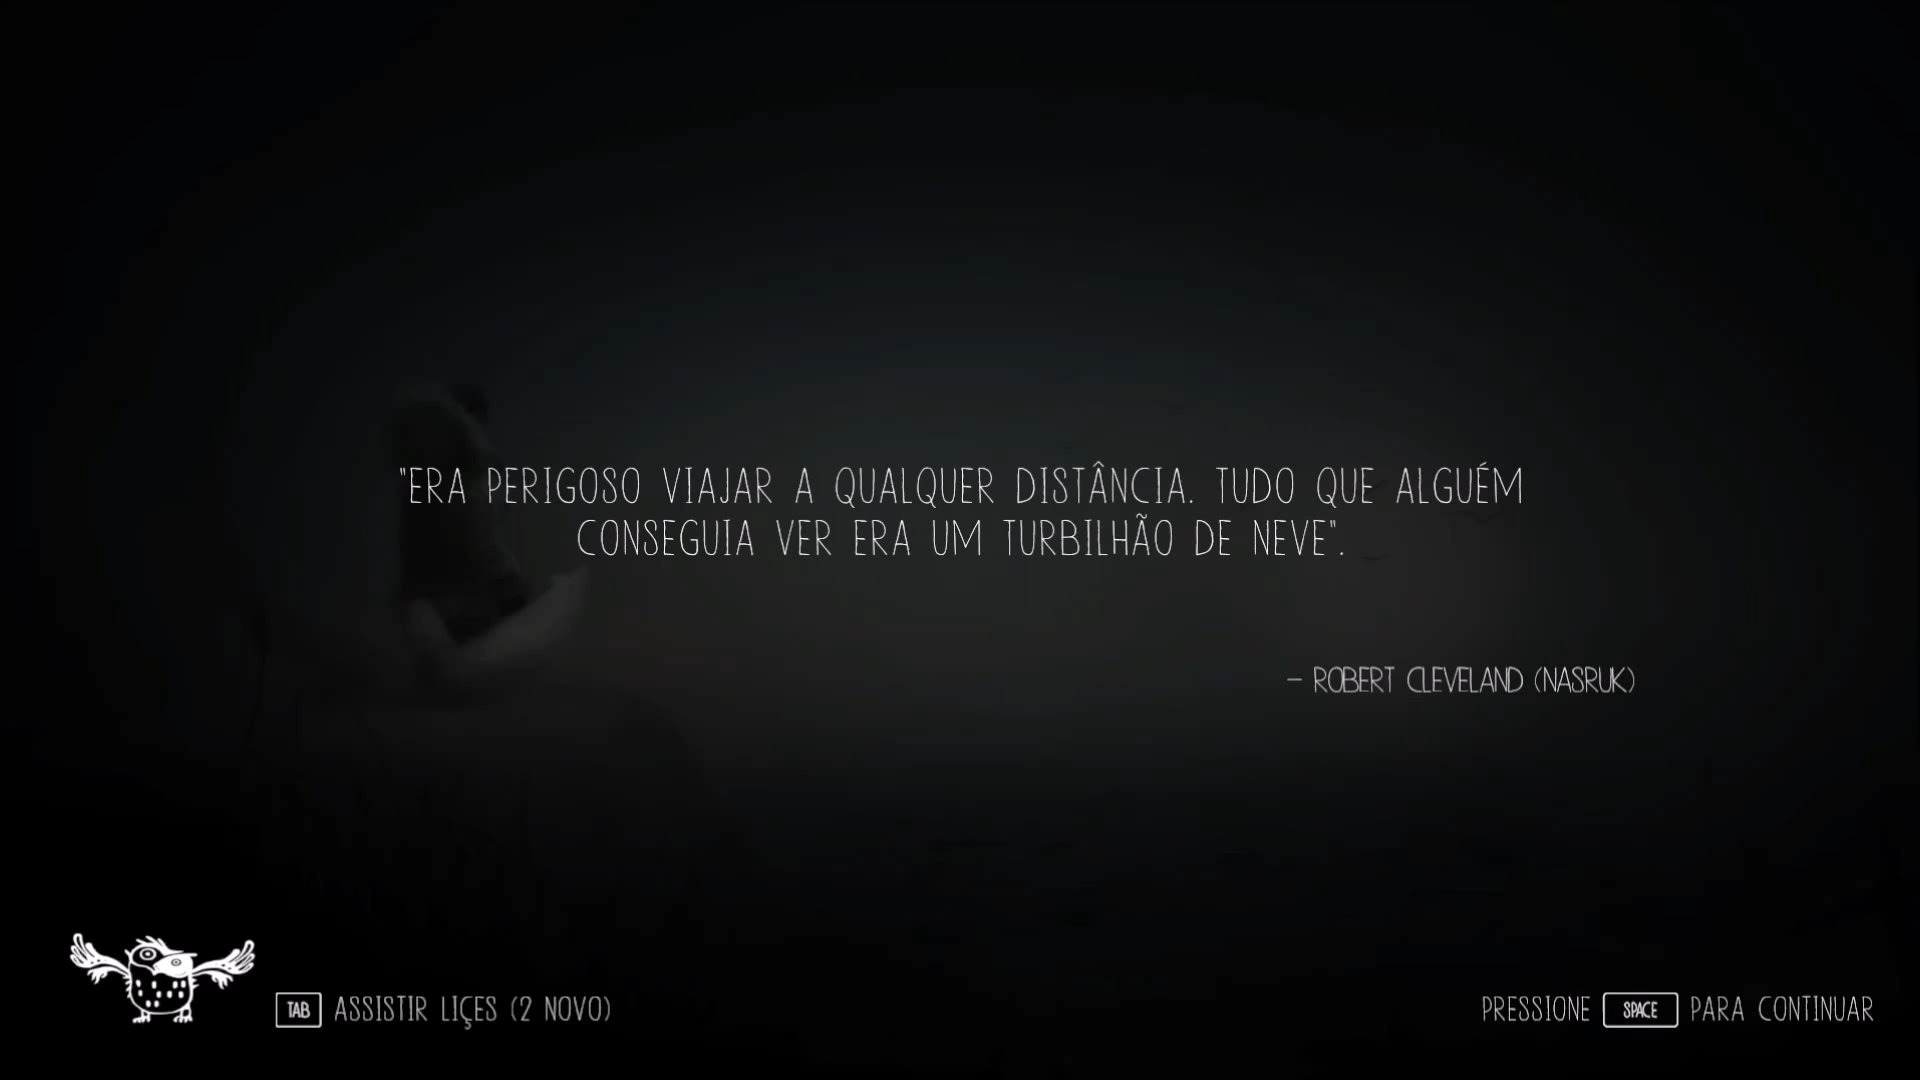 "ERA PERIGOSO VIAJAR A QUALQUER DISTÂNCIA. TUDO QUE ALGUÉM
CONSEGUIA VER ERA UM TURBILHÃO DE NEVE".
– ROBERT CLEVELAND (NASRUK)
TAB ASSISTIR LIÇES (2 NOVO)
PRESSIONE SPACE PARA CONTINUAR